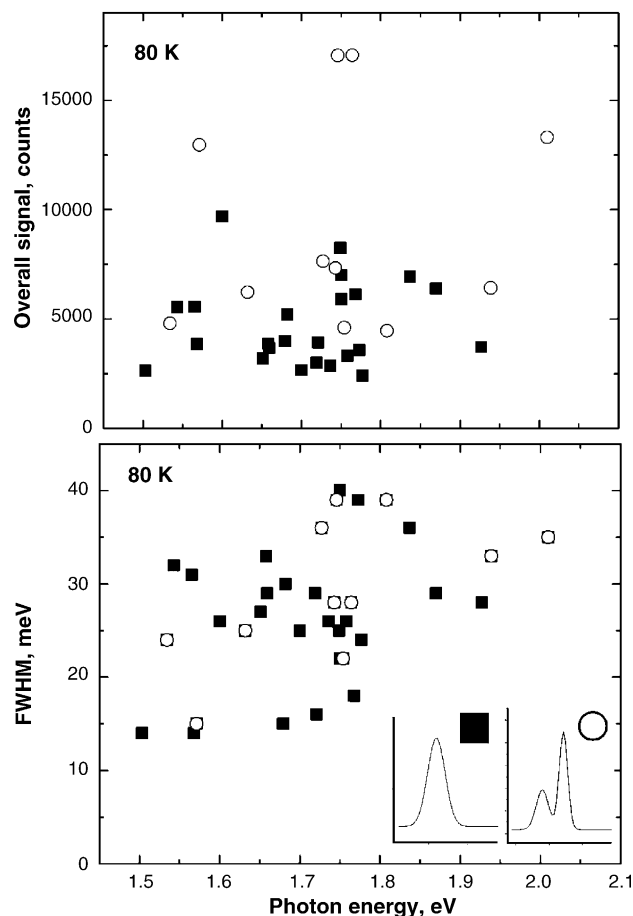 80 K
15000
10000
5000
0
Overall signal, counts
80 K
40
30
20
10
0
FWHM, meV
1.5 1.6 1.7 1.8 1.9 2.0 2.1
Photon energy, eV